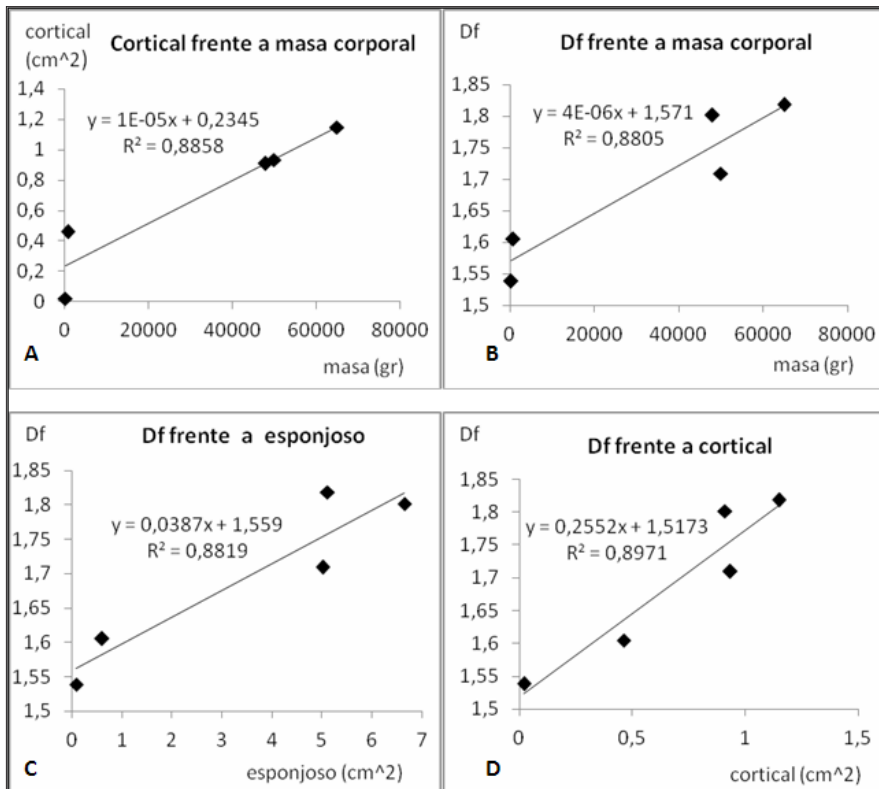 cortical
(cm^2)
Cortical frente a masa corporal
1,4
1,2
1
0,8
0,6
0,4
0,2
0
y = 1E-05x + 0,2345
R² = 0,8858
0
20000
40000
60000
80000
A
masa (gr)
Df
Df frente a masa corporal
1,85
1,8
1,75
1,7
1,65
1,6
1,55
1,5
y = 4E-06x + 1,571
R² = 0,8805
0
20000
40000
60000
80000
B
masa (gr)
Df
Df frente a esponjoso
1,85
1,8
1,75
1,7
1,65
1,6
1,55
1,5
y = 0,0387x + 1,559
R² = 0,8819
0
1
2
3
4
5
6
7
C
esponjoso (cm^2)
Df
Df frente a cortical
1,85
1,8
1,75
1,7
1,65
1,6
1,55
1,5
y = 0,2552x + 1,5173
R² = 0,8971
0
0,5
1
1,5
D
cortical (cm^2)